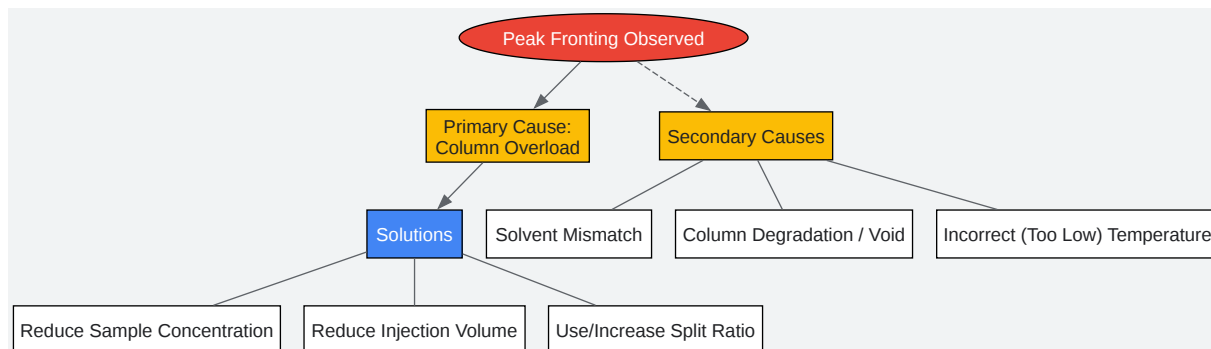 Peak Fronting Observed
Primary Cause:
Column Overload
Secondary Causes
Solutions
Solvent Mismatch
Column Degradation / Void
Incorrect (Too Low) Temperature
Reduce Sample Concentration
Reduce Injection Volume
Use/Increase Split Ratio